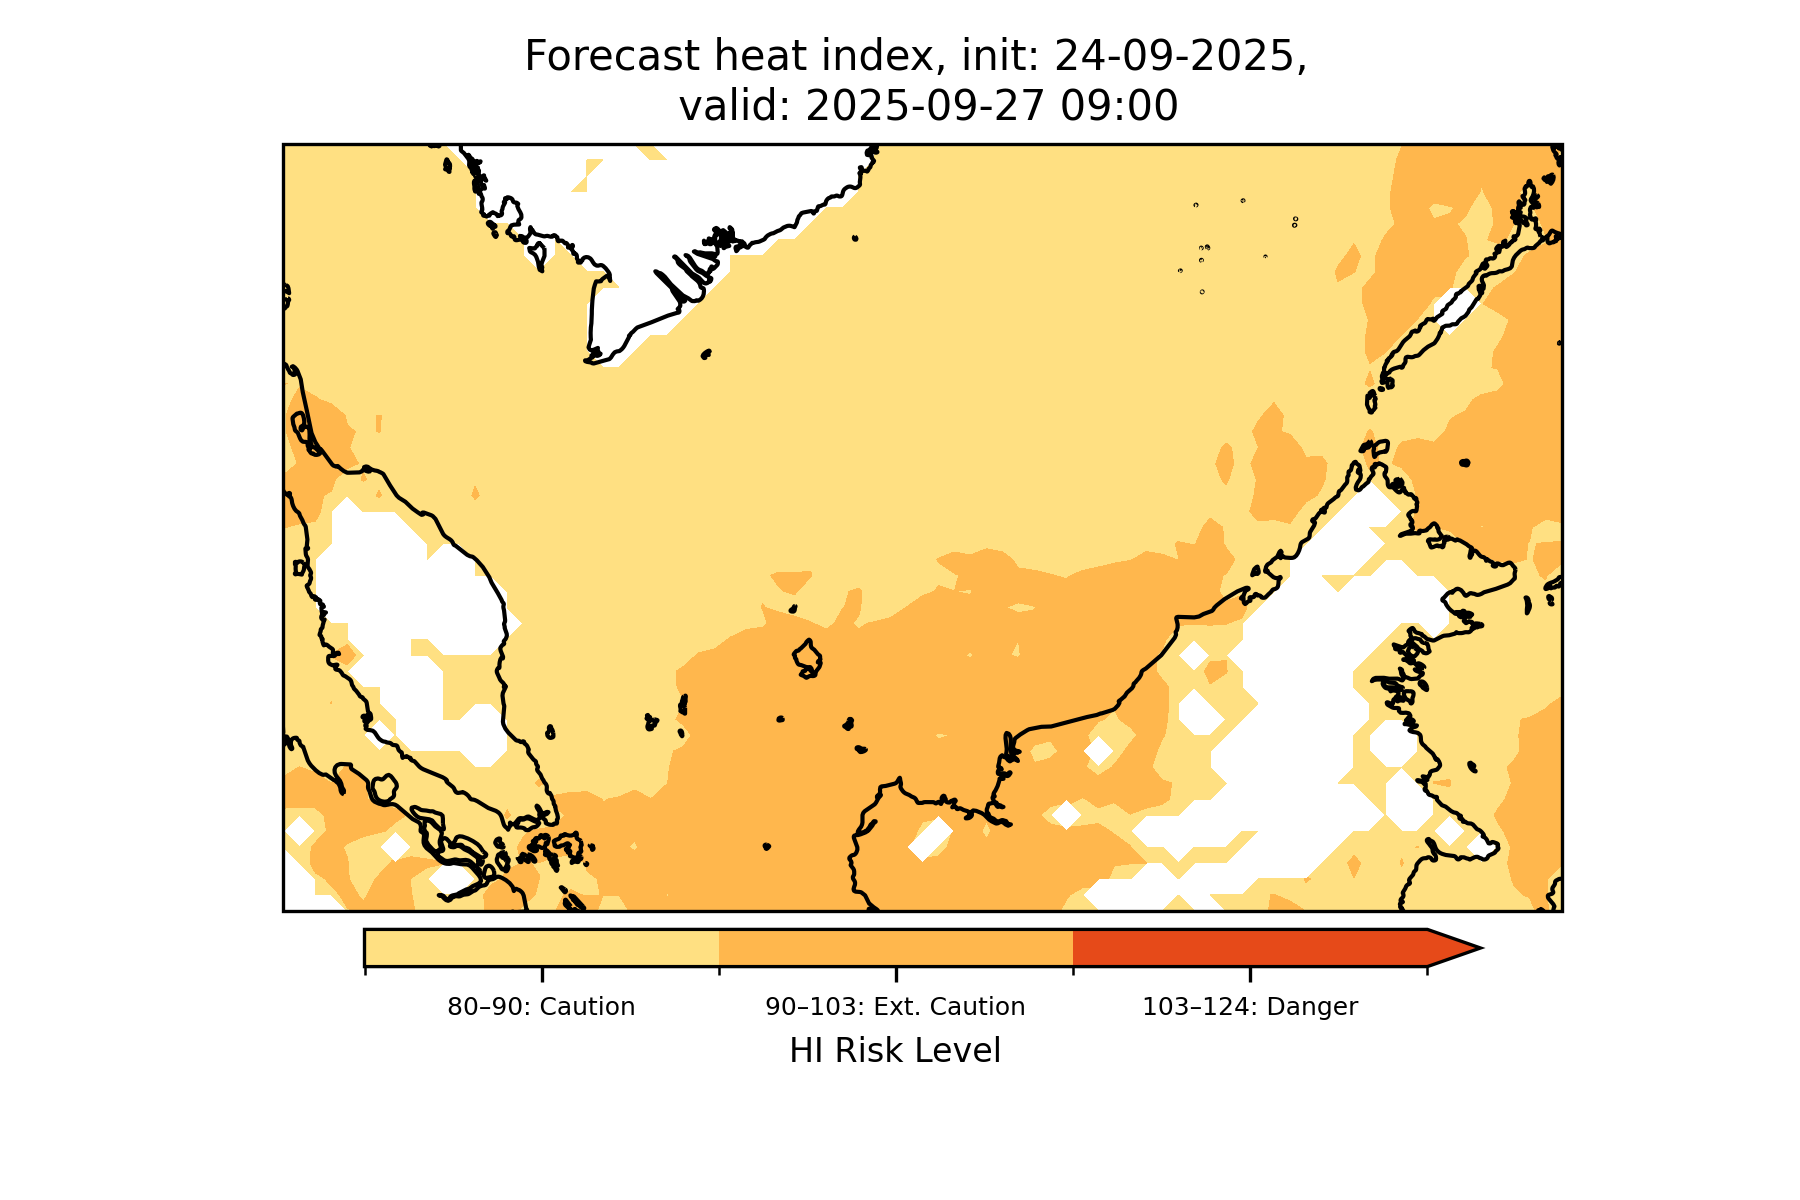 Forecast heat index, init: 24-09-2025,
valid: 2025-09-27 09:00
80–90: Caution
90–103: Ext. Caution
103–124: Danger
HI Risk Level